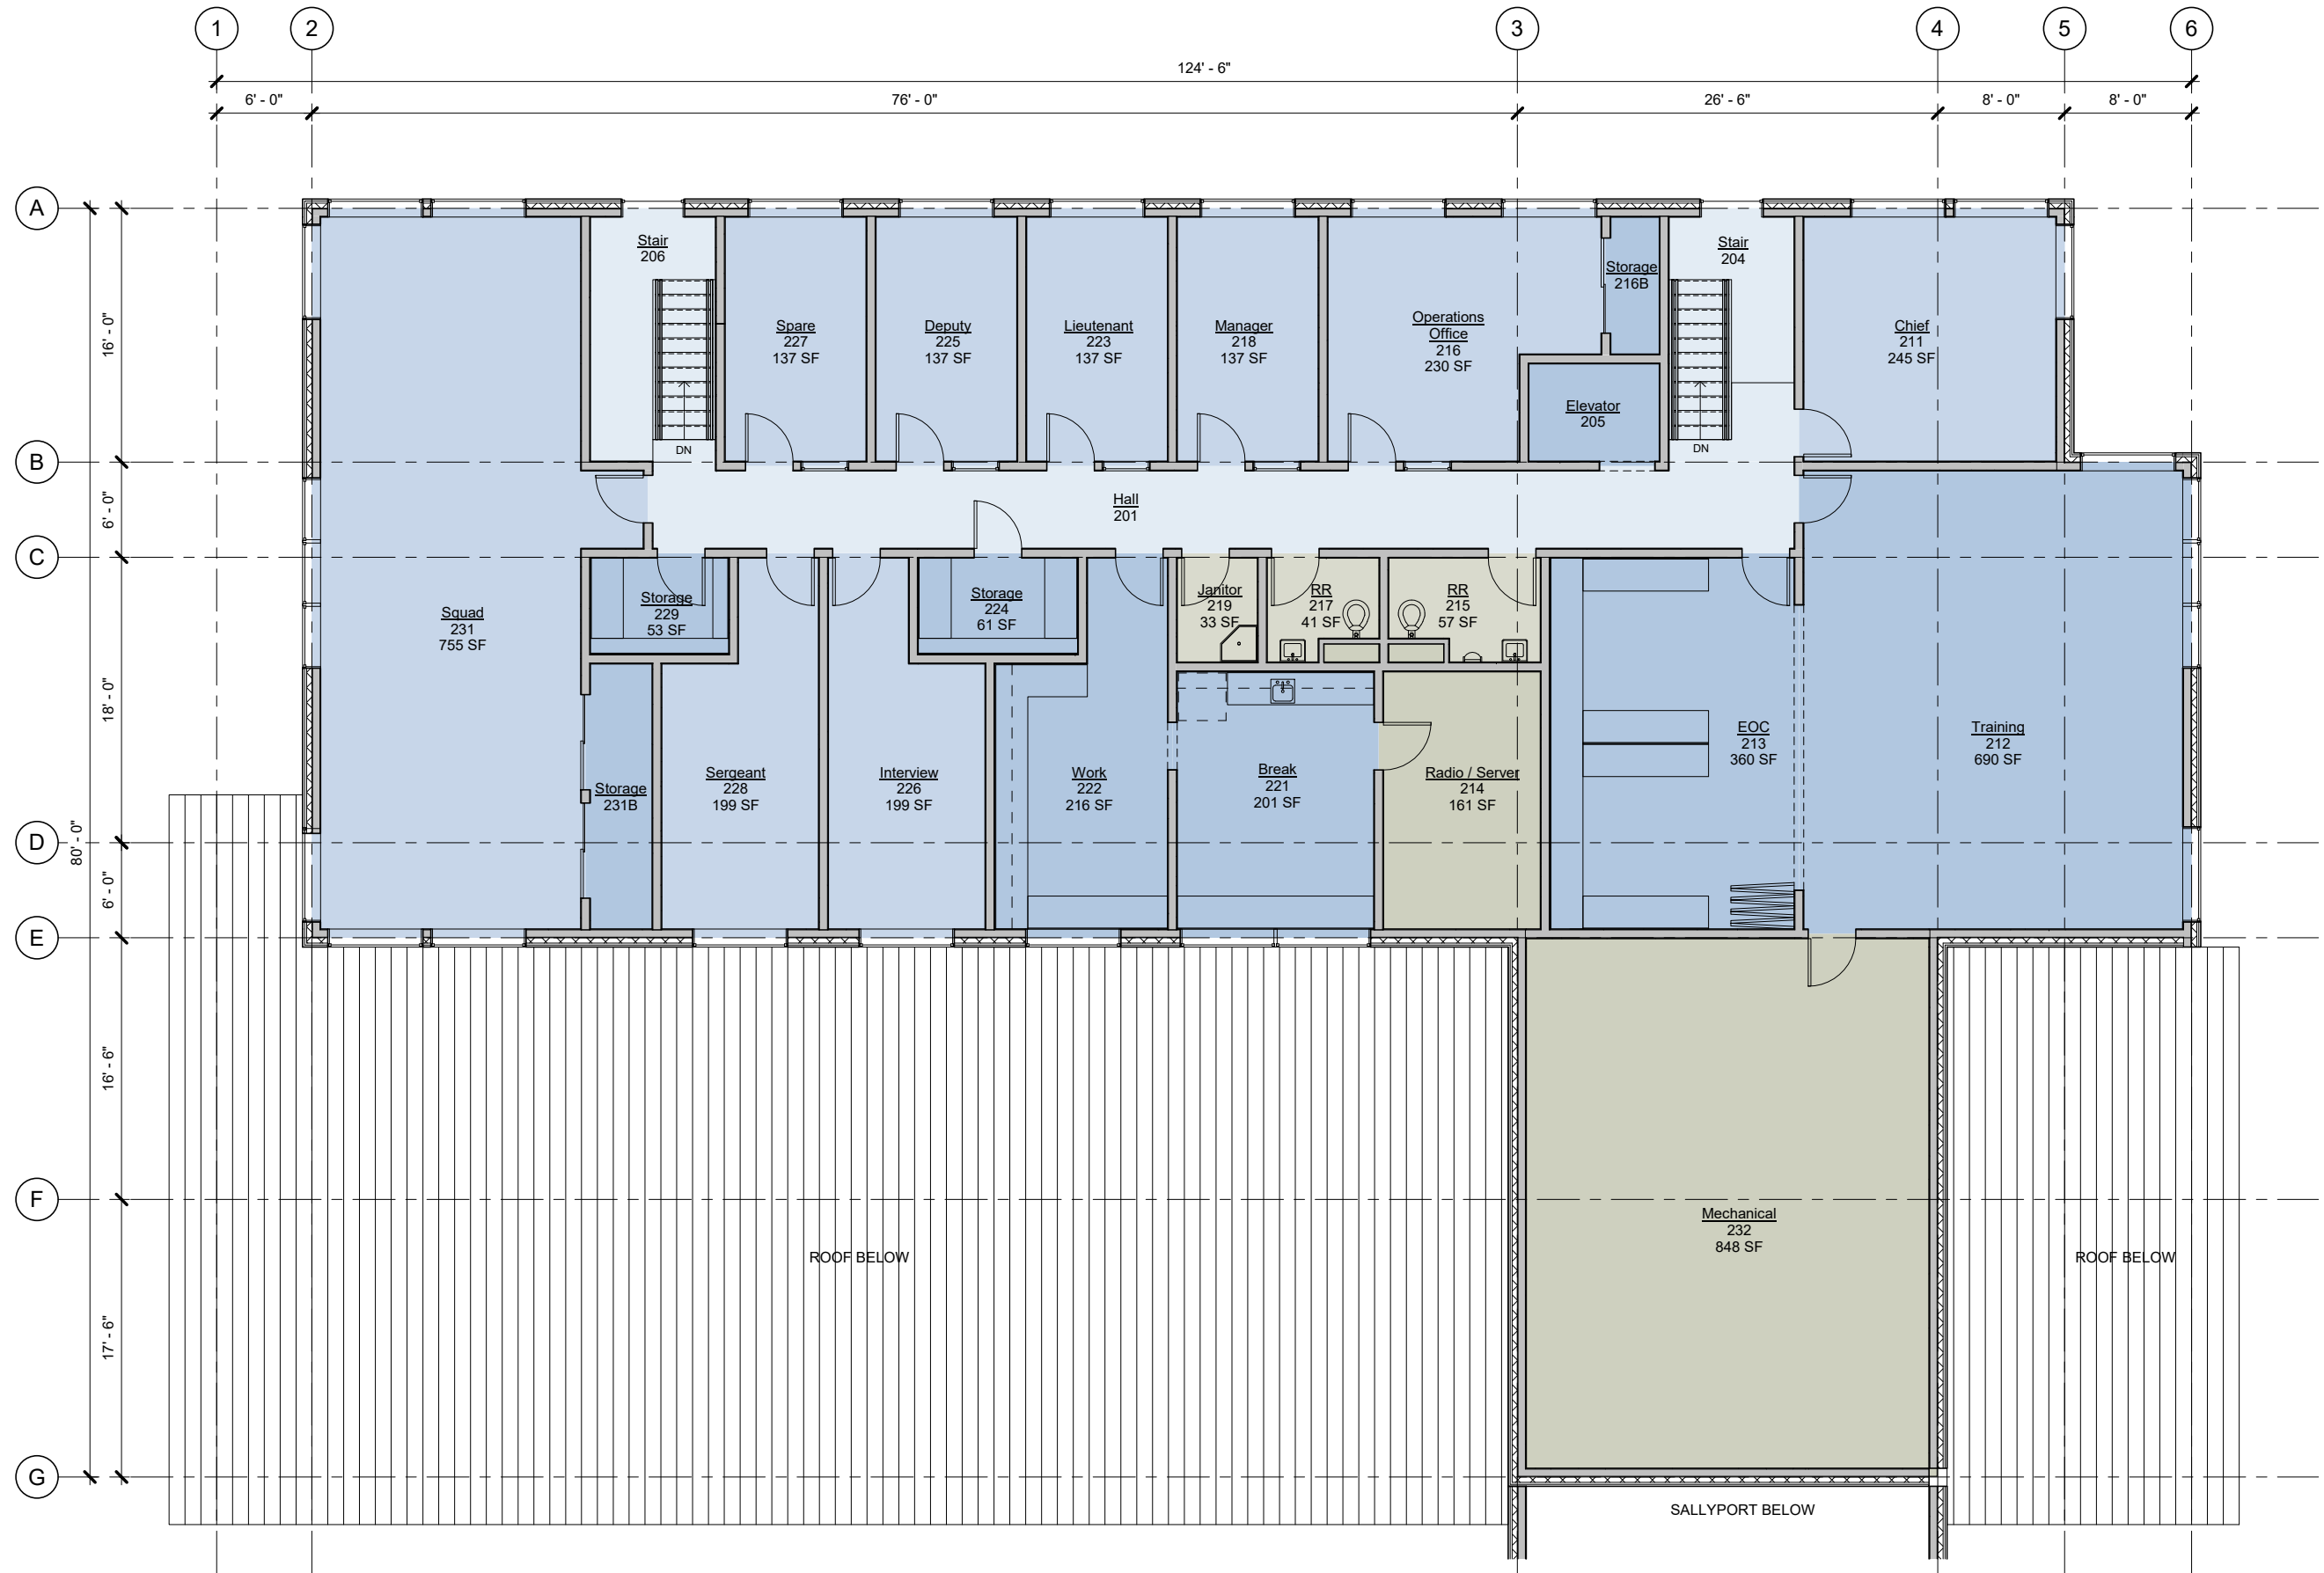 1
2
3
4
5
6
124' - 6"
6' - 0"
76' - 0"
26' - 6"
8' - 0"
8' - 0"
A
B
C
D
E
F
G
80' - 0"
16' - 0"
6' - 0"
18' - 0"
6' - 0"
16' - 6"
17' - 6"
Stair
206
DN
Spare
227
137 SF
Deputy
225
137 SF
Lieutenant
223
137 SF
Manager
218
137 SF
Operations
Office
216
230 SF
Storage
216B
Elevator
205
Stair
204
DN
Chief
211
245 SF
Hall
201
Squad
231
755 SF
Storage
229
53 SF
Storage
224
61 SF
Janitor
219
33 SF
RR
217
41 SF
RR
215
57 SF
Storage
231B
Sergeant
228
199 SF
Interview
226
199 SF
Work
222
216 SF
Break
221
201 SF
Radio / Server
214
161 SF
EOC
213
360 SF
Training
212
690 SF
Mechanical
232
848 SF
ROOF BELOW
ROOF BELOW
SALLYPORT BELOW